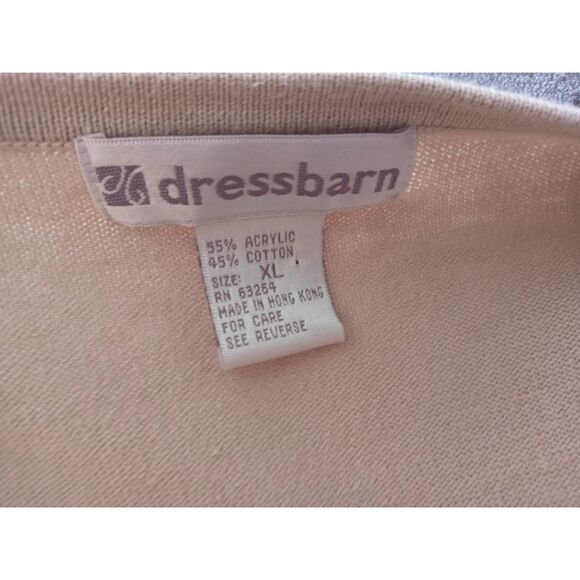 dressbarn
55% ACRYLIC
45% COTTON
SIZE: XL
RN 63264
MADE IN HONG KONG
FOR CARE
SEE REVERSE